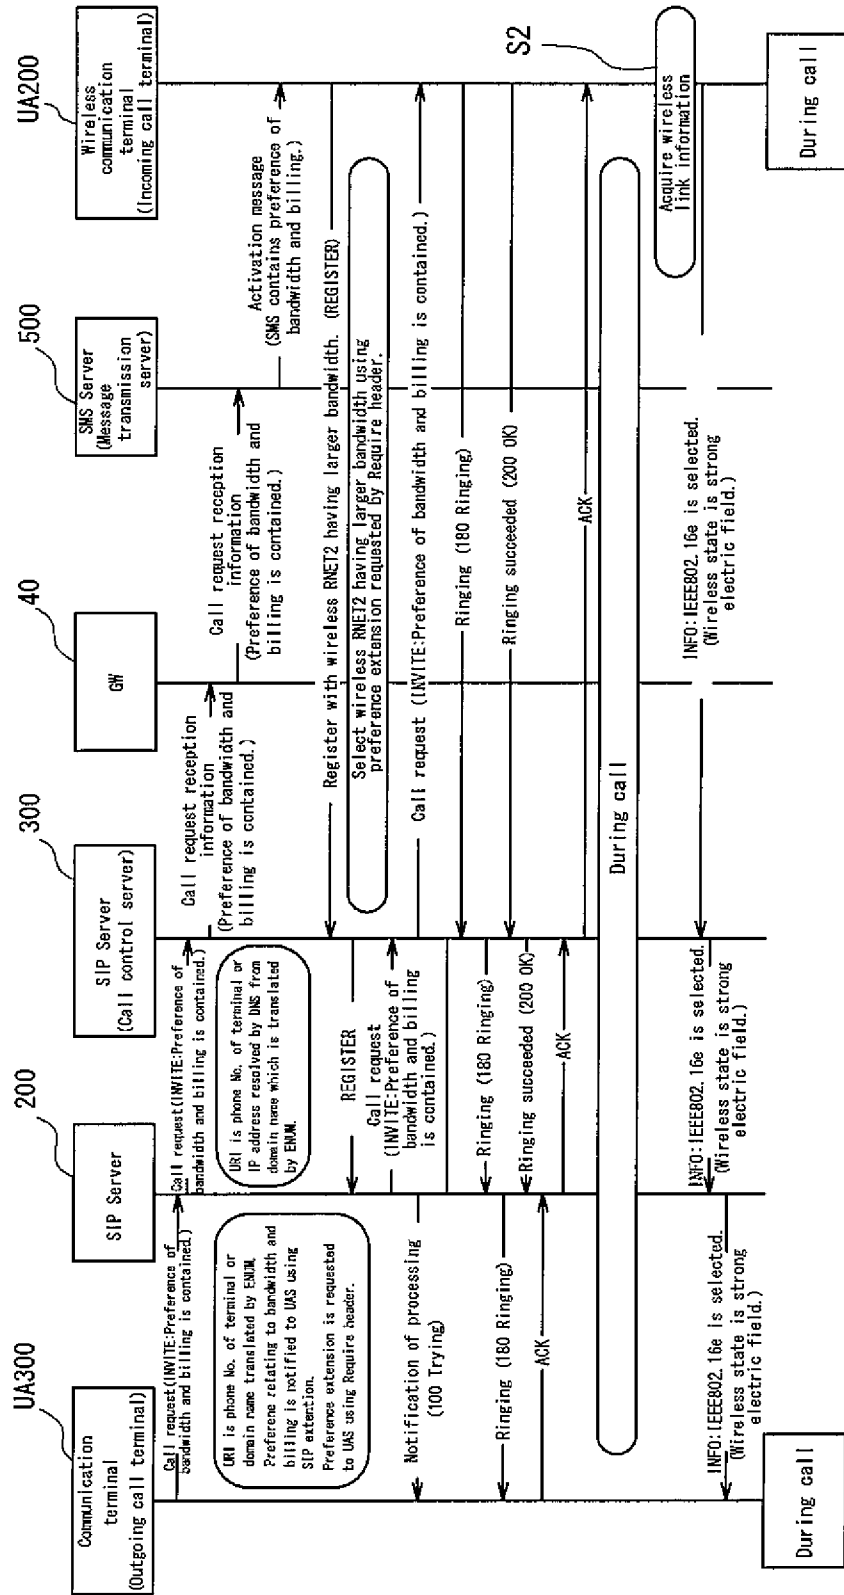 UA300
Communication
terminal
(Outgoing call terminal)
200
SIP Server
300
SIP Server
(Call control server)
40
GW
500
SMS Server
(Message
transmission
server)
UA200
Wireless
communication
terminal
(Incoming call terminal)
Call request(INVITE:Preference of
bandwidth and billing is contained.)
Call request(INVITE:Preference of
bandwidth and billing is contained.)
Call request reception
information
(Preference of bandwidth and
billing is contained.)
Call request reception
information
(Preference of bandwidth and
billing is contained.)
Activation message
(SMS contains preference of
bandwidth and billing.)
URI is phone No. of terminal or
domain name translated by ENUM.
Preferene relating to bandwidth and
billing is notified to UAS using
SIP extention.
Preference extension is requested
to UAS using Require header.
URI is phone No. of terminal or
IP address resolved by DNS from
domain name which is translated
by ENUM.
Register with wireless RNET2 having larger bandwidth. (REGISTER)
Select wireless RNET2 having larger bandwidth using
preference extension requested by Require header.
REGISTER
Call request
(INVITE:Preference of
bandwidth and billing
is contained.)
Call request (INVITE:Preference of bandwidth and billing is contained.)
Notification of processing
(100 Trying)
Ringing (180 Ringing)
Ringing (180 Ringing)
Ringing (180 Ringing)
Ringing succeeded (200 OK)
Ringing succeeded (200 OK)
ACK
ACK
ACK
During call
S2
Acquire wireless
link information
INFO:IEEE802.16e is selected.
(Wireless state is strong
electric field.)
INFO:IEEE802.16e is selected.
(Wireless state is strong
electric field.)
INFO:IEEE802.16e is selected.
(Wireless state is strong
electric field.)
During call
During call